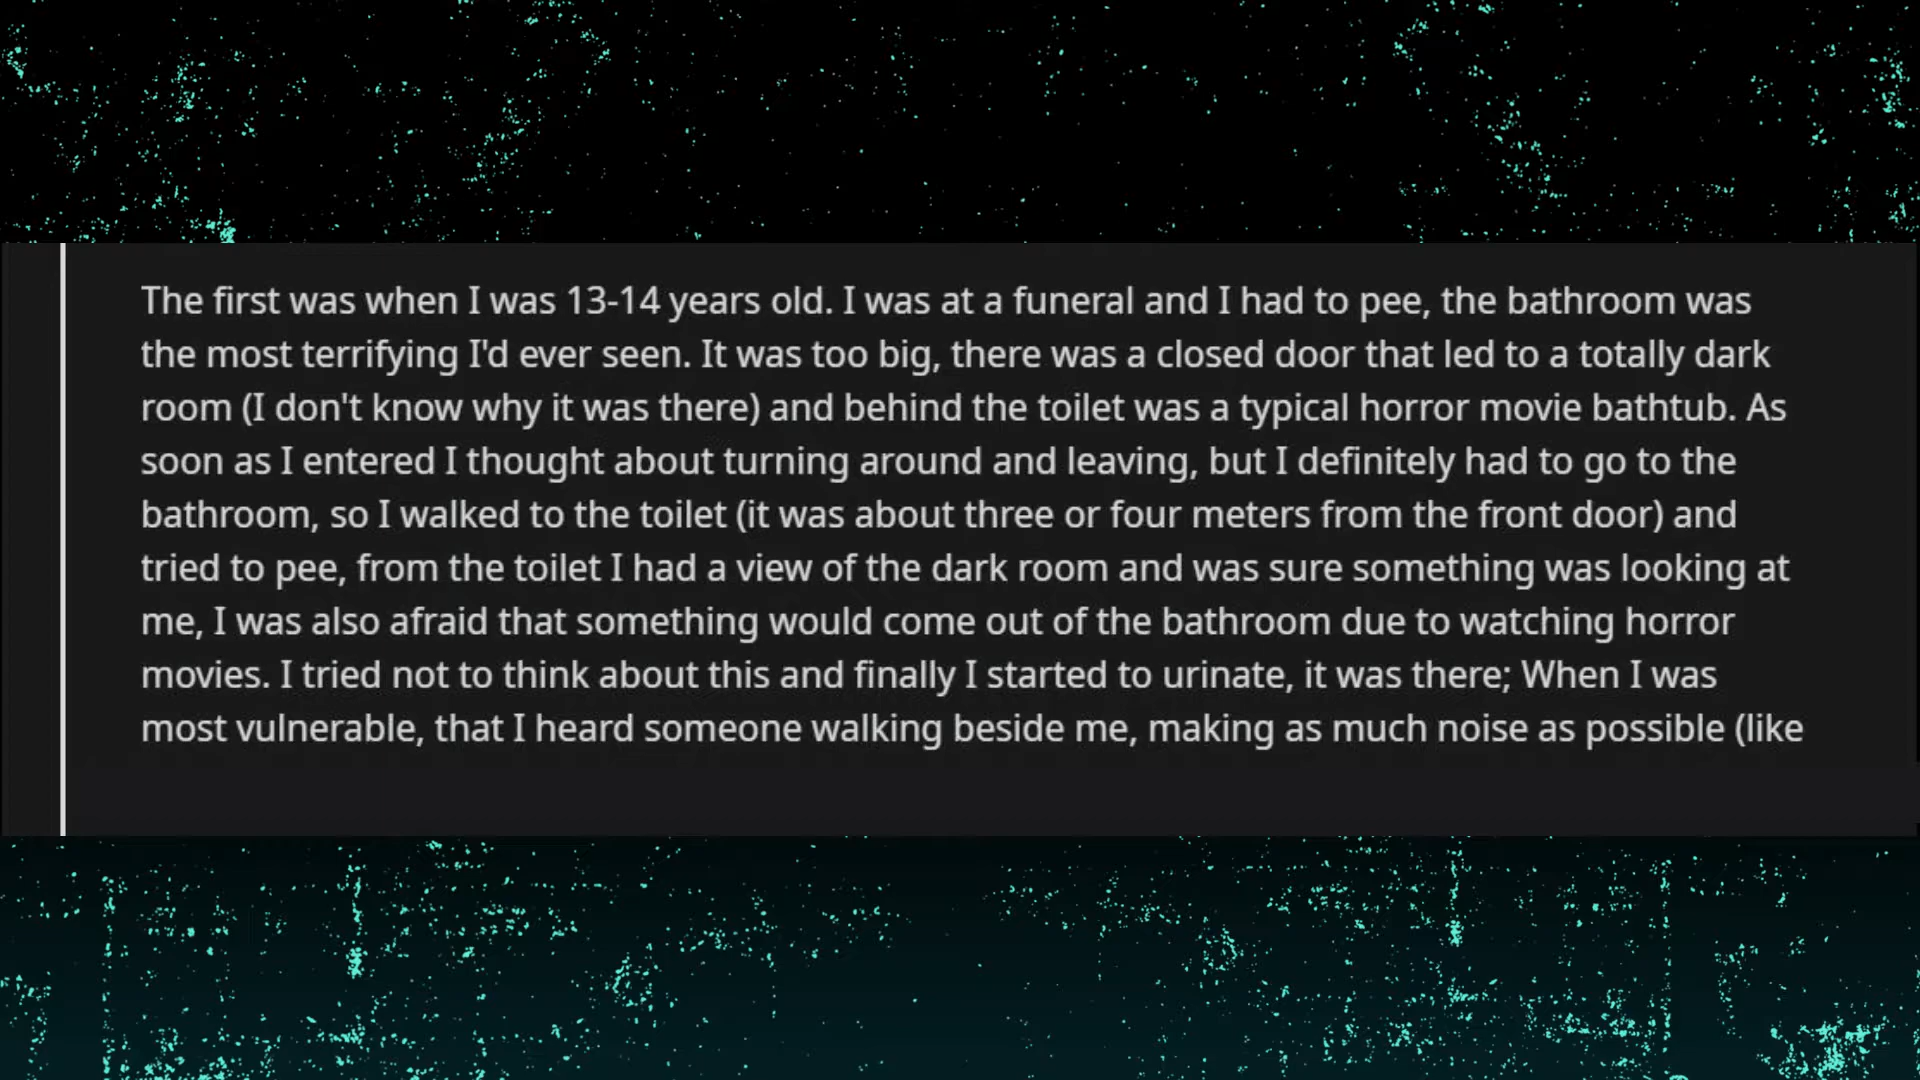 The first was when I was 13-14 years old. I was at a funeral and I had to pee, the bathroom was
the most terrifying I'd ever seen. It was too big, there was a closed door that led to a totally dark
room (I don't know why it was there) and behind the toilet was a typical horror movie bathtub. As
soon as I entered I thought about turning around and leaving, but I definitely had to go to the
bathroom, so I walked to the toilet (it was about three or four meters from the front door) and
tried to pee, from the toilet I had a view of the dark room and was sure something was looking at
me, I was also afraid that something would come out of the bathroom due to watching horror
movies. I tried not to think about this and finally I started to urinate, it was there; When I was
most vulnerable, that I heard someone walking beside me, making as much noise as possible (like